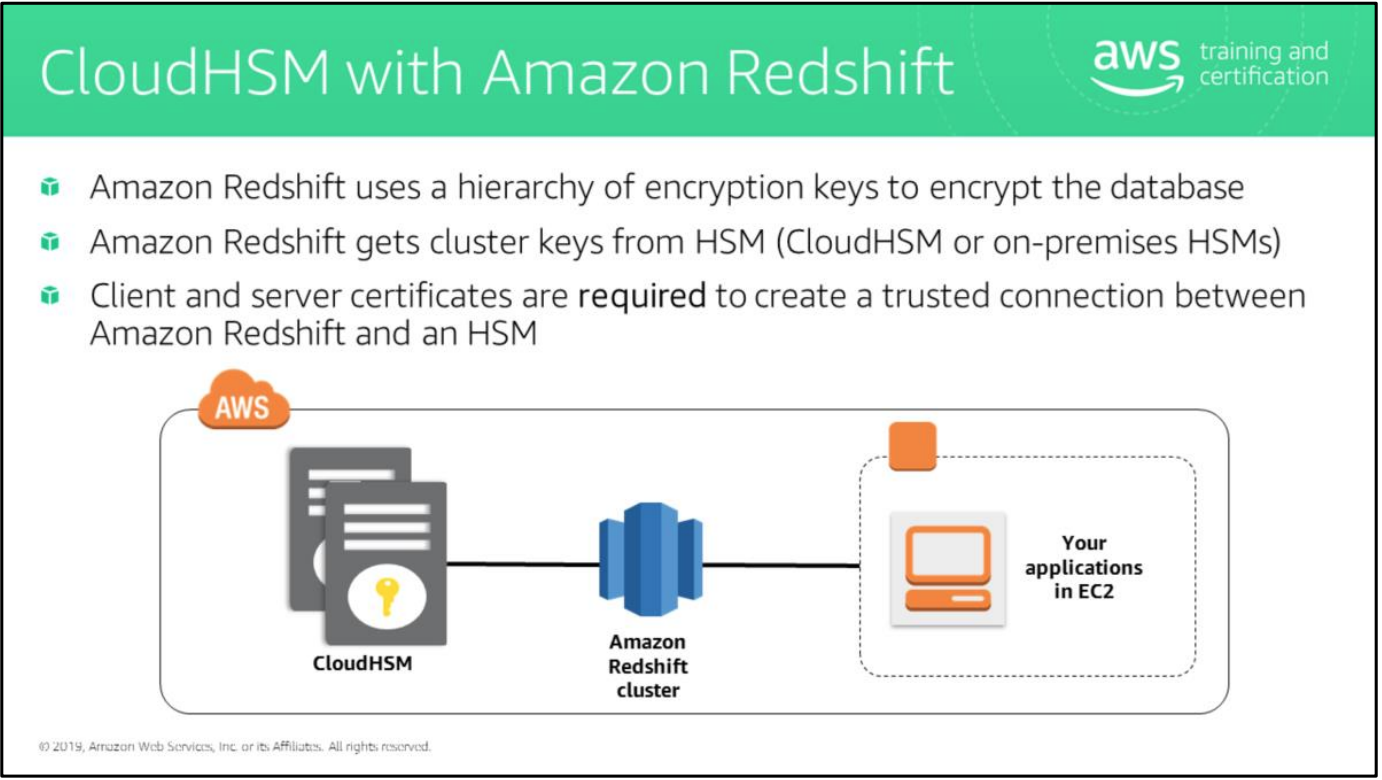 CloudHSM with Amazon Redshift
aws training and
certification
Amazon Redshift uses a hierarchy of encryption keys to encrypt the database
Amazon Redshift gets cluster keys from HSM (CloudHSM or on-premises HSMs)
Client and server certificates are required to create a trusted connection between
Amazon Redshift and an HSM
AWS
CloudHSM
Amazon
Redshift
cluster
Your
applications
in EC2
© 2019, Amazon Web Services, Inc. or its Affiliates. All rights reserved.